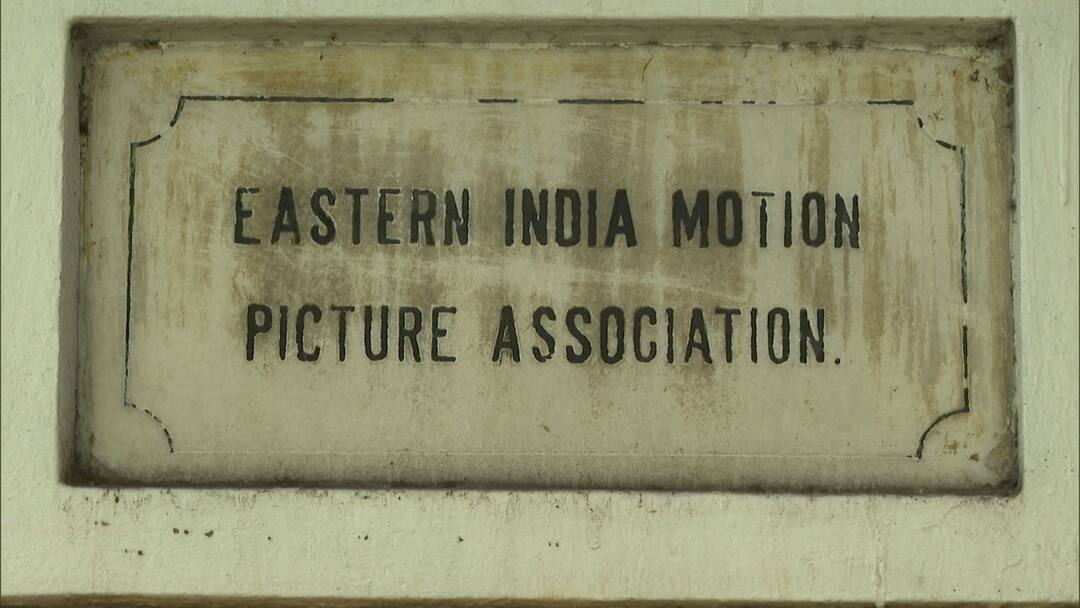 EASTERN INDIA MOTION
PICTURE ASSOCIATION.